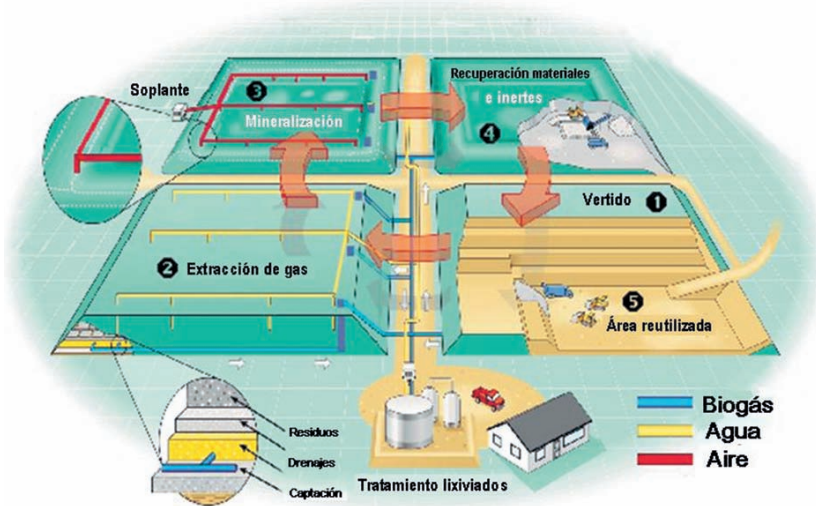 Soplante
3
Mineralización
Recuperación materiales
e inertes
4
Vertido 1
2 Extracción de gas
5
Área reutilizada
Residuos
Drenajes
Captación
Tratamiento lixiviados
Biogás
Agua
Aire